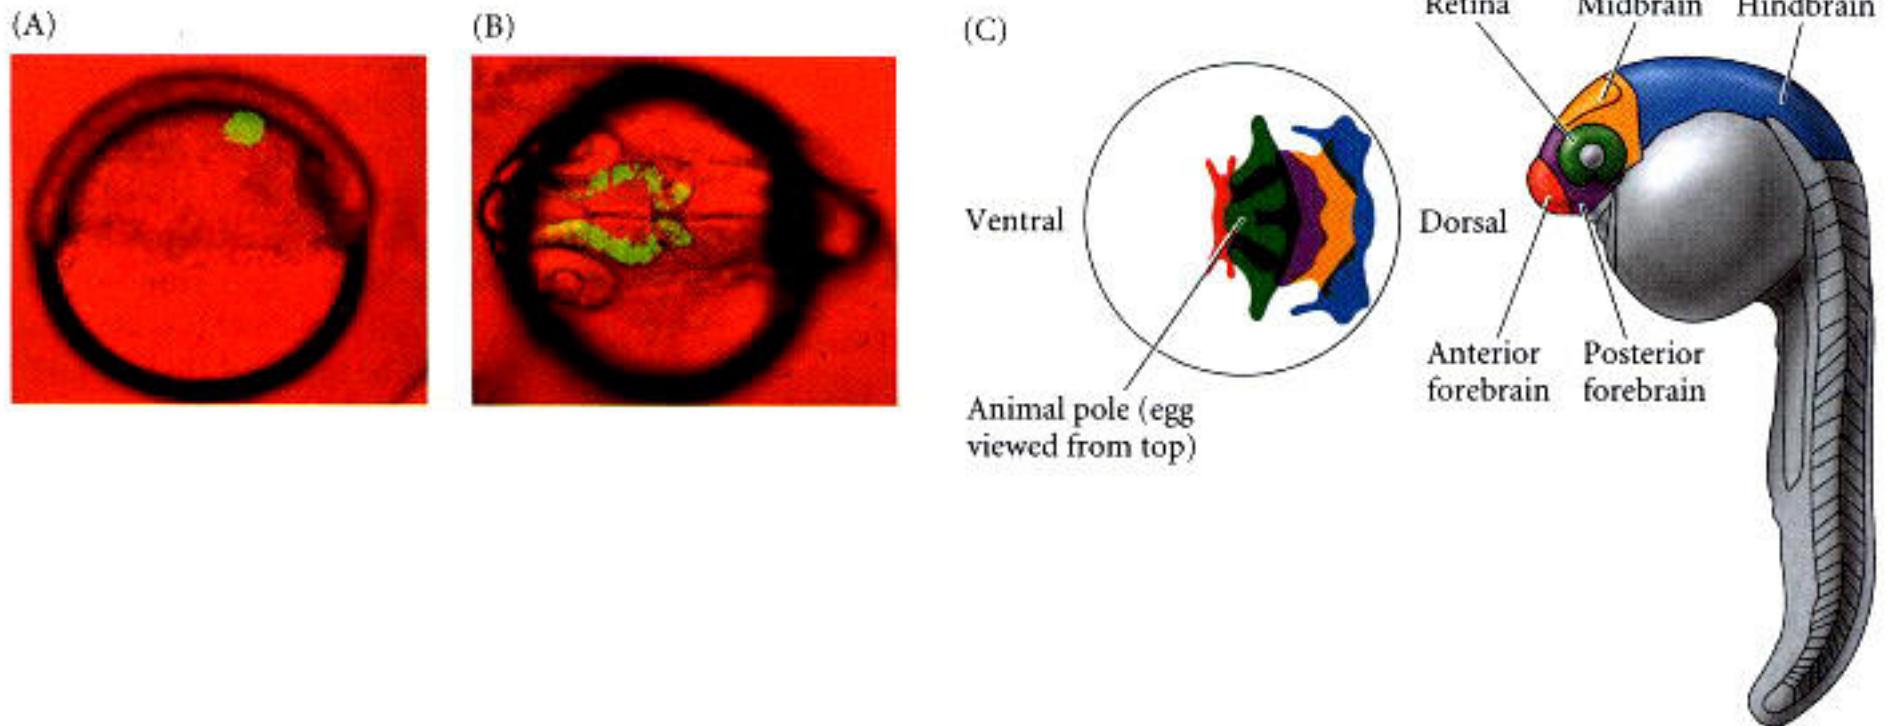 (A)
(B)
(C)
Retina
Midbrain
Hindbrain
Ventral
Dorsal
Animal pole (egg
viewed from top)
Anterior
forebrain
Posterior
forebrain